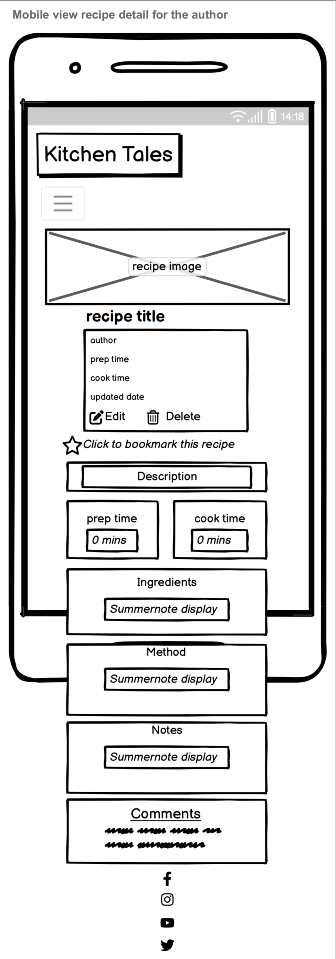 Mobile view recipe detail for the author
14:18
Kitchen Tales
recipe image
recipe title
author
prep time
cook time
updated date
Edit Delete
Click to bookmark this recipe
Description
prep time cook time
0 mins 0 mins
Ingredients
Summernote display
Method
Summernote display
Notes
Summernote display
Comments